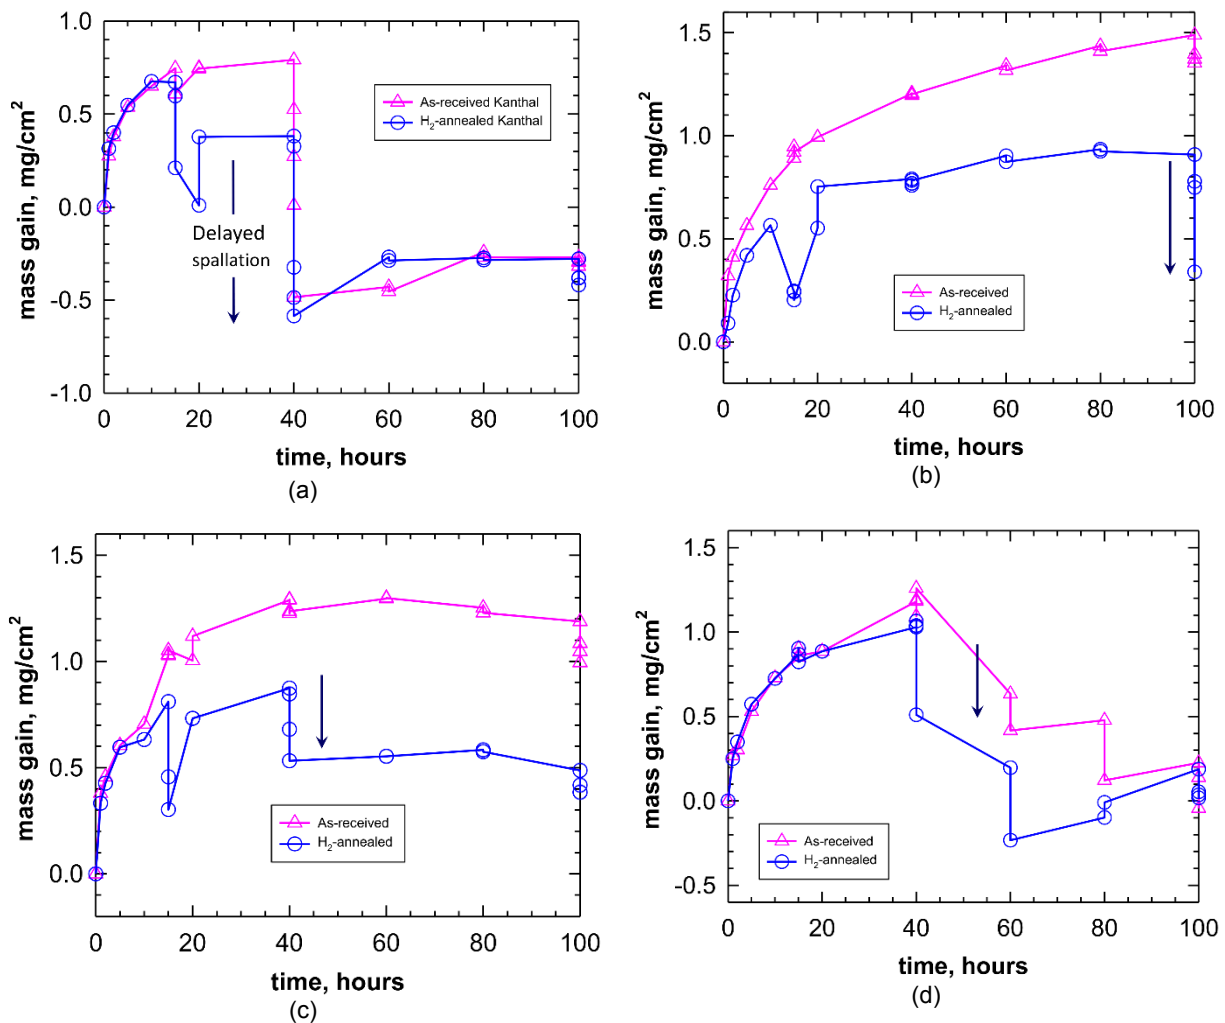 1.0
0.5
0.0
-0.5
-1.0
mass gain, mg/cm²
As-received Kanthal
H₂-annealed Kanthal
Delayed
spallation
0 20 40 60 80 100
time, hours
(a)
1.5
1.0
0.5
0.0
mass gain, mg/cm²
As-received
H₂-annealed
0 20 40 60 80 100
time, hours
(b)
1.5
1.0
0.5
0.0
mass gain, mg/cm²
As-received
H₂-annealed
0 20 40 60 80 100
time, hours
(c)
1.5
1.0
0.5
0.0
-0.5
mass gain, mg/cm²
As-received
H₂-annealed
0 20 40 60 80 100
time, hours
(d)